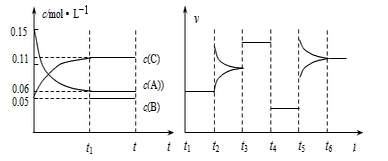 c/mol·L⁻¹
0.15
0.11
0.06
0.05
c(C)
c(A))
c(B)
t₁ t t
v
t₁ t₂ t₃ t₄ t₅ t₆ t